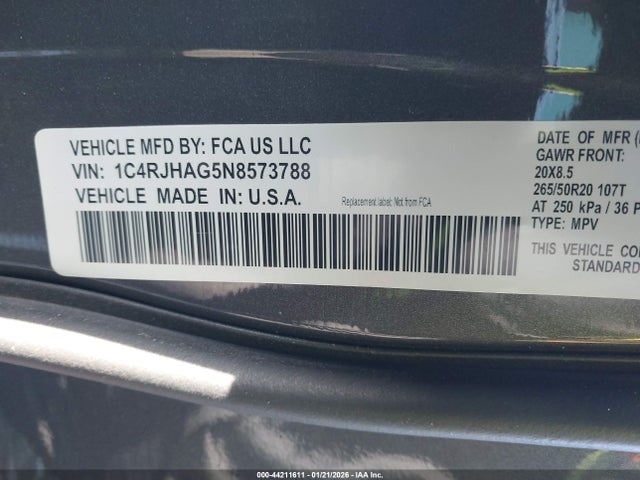 VEHICLE MFD BY: FCA US LLC
VIN: 1C4RJHAG5N8573788
VEHICLE MADE IN: U.S.A.
Replacement label: Not from FCA
DATE OF MFR
GAWR FRONT:
20X8.5
265/50R20 107T
AT 250 kPa / 36 P
TYPE: MPV
THIS VEHICLE CO
STANDARD
000-44211611 - 01/21/2026 - IAA Inc.